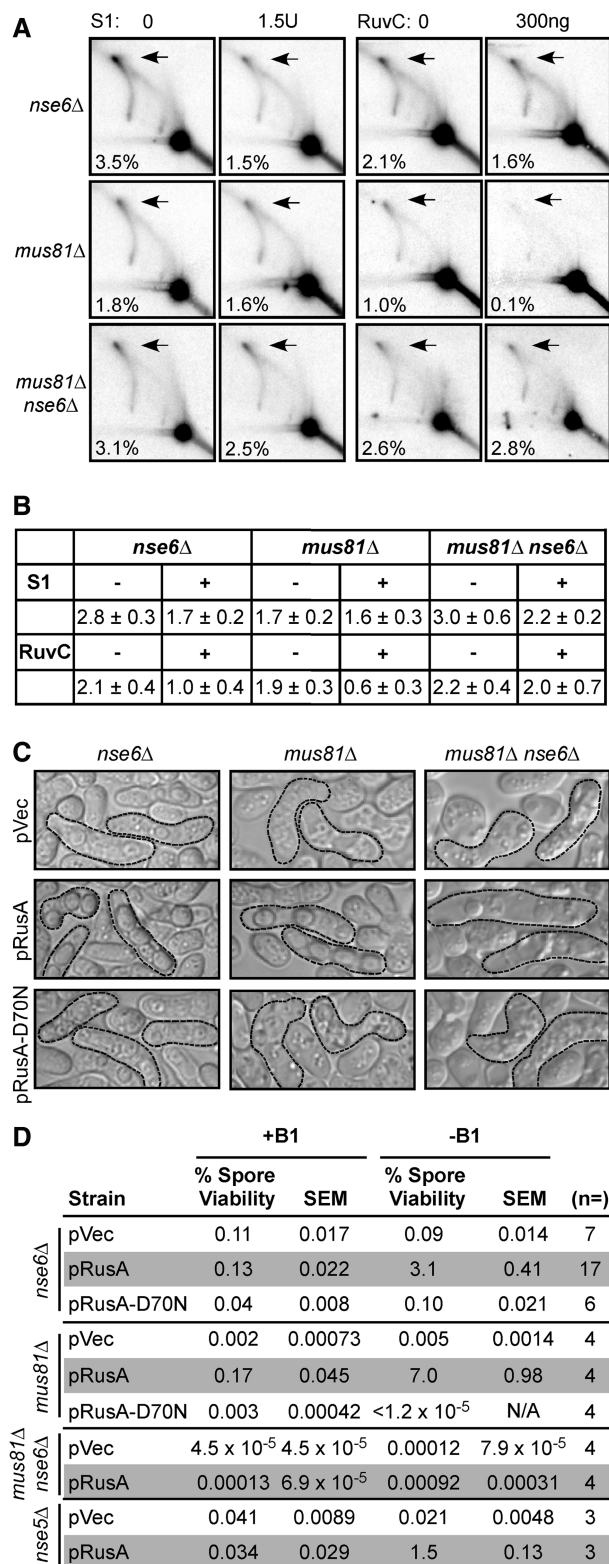 A
S1: 0 1.5U RuvC: 0 300ng
nse6Δ
3.5% 1.5% 2.1% 1.6%
mus81Δ
1.8% 1.6% 1.0% 0.1%
mus81Δ
nse6Δ
3.1% 2.5% 2.6% 2.8%
B
nse6Δ mus81Δ mus81Δ nse6Δ
S1 - + - + - +
2.8 ± 0.3 1.7 ± 0.2 1.7 ± 0.2 1.6 ± 0.3 3.0 ± 0.6 2.2 ± 0.2
RuvC - + - + - +
2.1 ± 0.4 1.0 ± 0.4 1.9 ± 0.3 0.6 ± 0.3 2.2 ± 0.4 2.0 ± 0.7
C
nse6Δ mus81Δ mus81Δ nse6Δ
pVec
pRusA
pRusA-D70N
D
+B1 -B1
% Spore % Spore
Strain Viability SEM Viability SEM (n=)
nse6Δ
pVec 0.11 0.017 0.09 0.014 7
pRusA 0.13 0.022 3.1 0.41 17
pRusA-D70N 0.04 0.008 0.10 0.021 6
mus81Δ
pVec 0.002 0.00073 0.005 0.0014 4
pRusA 0.17 0.045 7.0 0.98 4
pRusA-D70N 0.003 0.00042 <1.2 x 10⁻⁵ N/A 4
mus81Δ
nse6Δ
pVec 4.5 x 10⁻⁵ 4.5 x 10⁻⁵ 0.00012 7.9 x 10⁻⁵ 4
pRusA 0.00013 6.9 x 10⁻⁵ 0.00092 0.00031 4
nse5Δ
pVec 0.041 0.0089 0.021 0.0048 3
pRusA 0.034 0.029 1.5 0.13 3